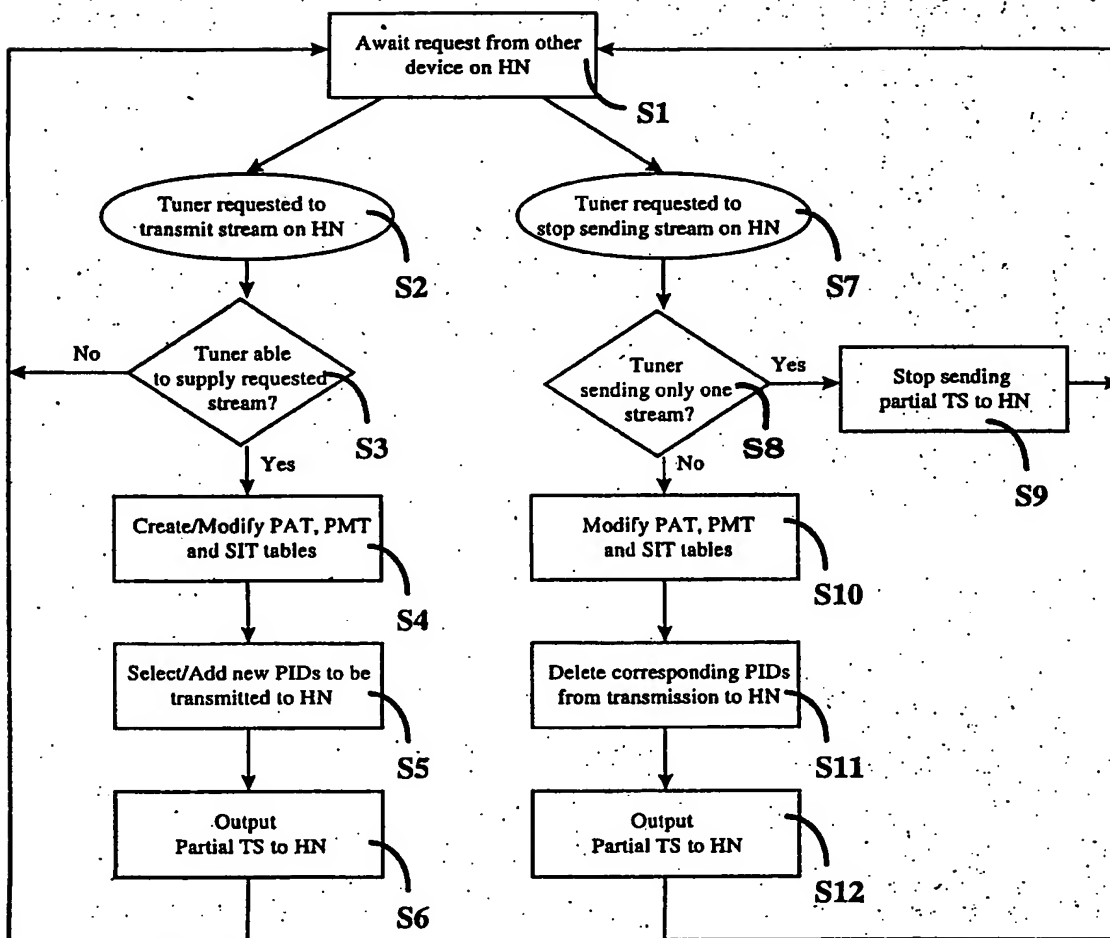 Await request from other
device on HN
S1
Tuner requested to
transmit stream on HN
S2
Tuner requested to
stop sending stream on HN
S7
No
Tuner able
to supply requested
stream?
S3
Yes
Tuner
sending only one
stream?
S8
Yes
Stop sending
partial TS to HN
S9
No
Create/Modify PAT, PMT
and SIT tables
S4
Modify PAT, PMT
and SIT tables
S10
Select/Add new PIDs to be
transmitted to HN
S5
Delete corresponding PIDs
from transmission to HN
S11
Output
Partial TS to HN
S6
Output
Partial TS to HN
S12